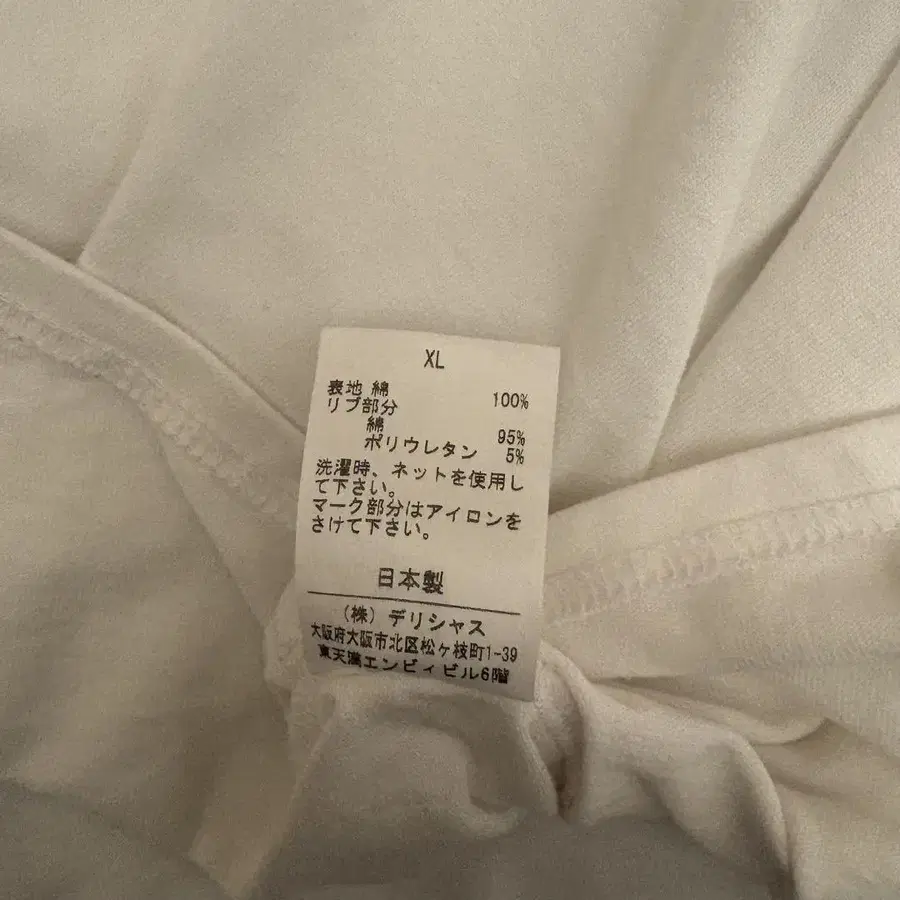 XL
表地 綿 100%
リブ部分
綿 95%
ポリウレタン 5%
洗濯時、ネットを使用し
て下さい。
マーク部分はアイロンを
さけて下さい。
日本製
(株) デリシャス
大阪府大阪市北区松ヶ枝町1-39
東天満エンビィビル6階